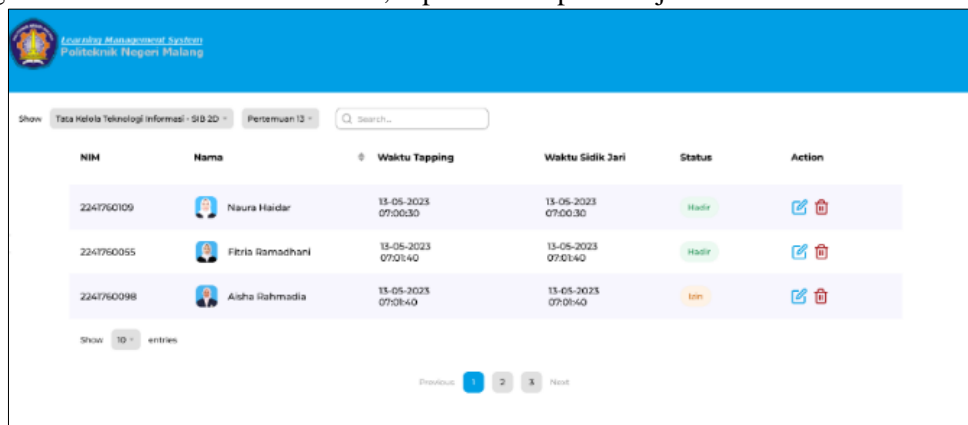 Learning Management System
Politeknik Negeri Malang
Show Tata Kelola Teknologi Informasi - SIB 2D Pertemuan 13 Search...
NIM Nama Waktu Tapping Waktu Sidik Jari Status Action
2241760109 Naura Haidar 13-05-2023 07:00:30 13-05-2023 07:00:30 Hadir
2241760055 Fitria Ramadhani 13-05-2023 07:01:40 13-05-2023 07:01:40 Hadir
2241760098 Aisha Rahmadia 13-05-2023 07:01:40 13-05-2023 07:01:40 Izin
Show 10 entries
Previous 1 2 3 Next